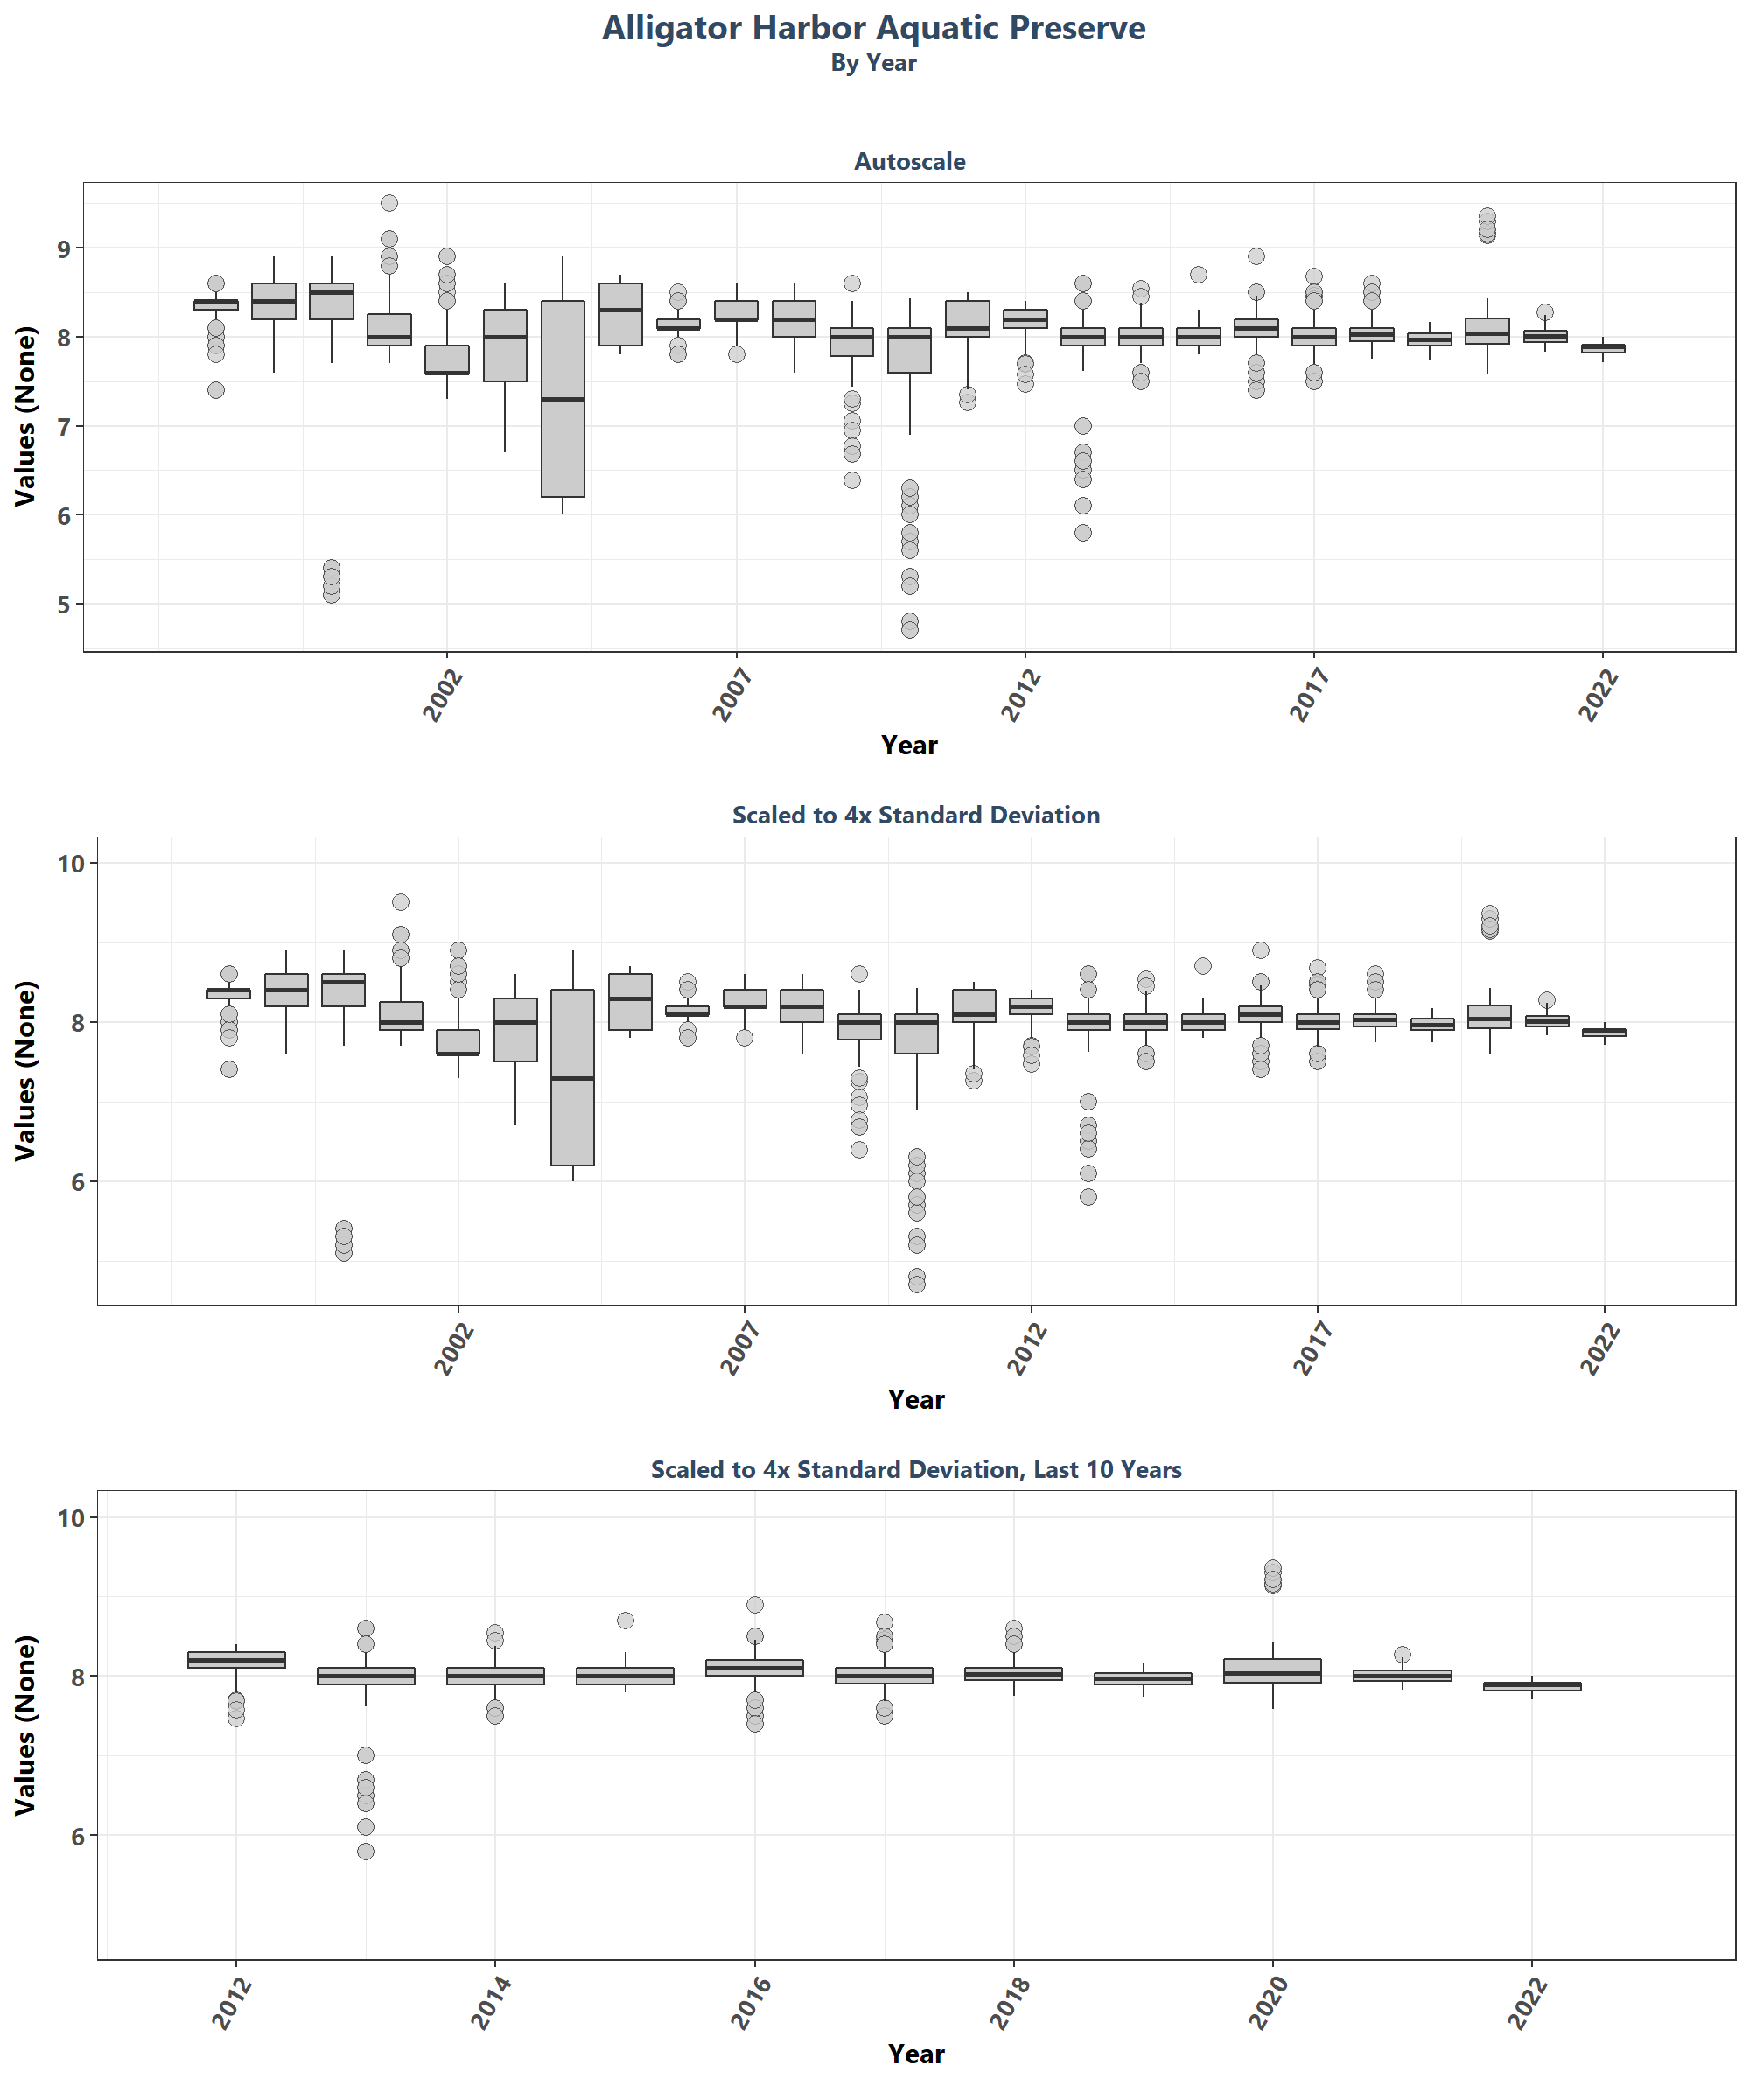 Alligator Harbor Aquatic Preserve
By Year
Autoscale
Values (None)
9
8
7
6
5
2002
2007
2012
2017
2022
Year
Scaled to 4x Standard Deviation
Values (None)
10
8
6
2002
2007
2012
2017
2022
Year
Scaled to 4x Standard Deviation, Last 10 Years
Values (None)
10
8
6
2012
2014
2016
2018
2020
2022
Year